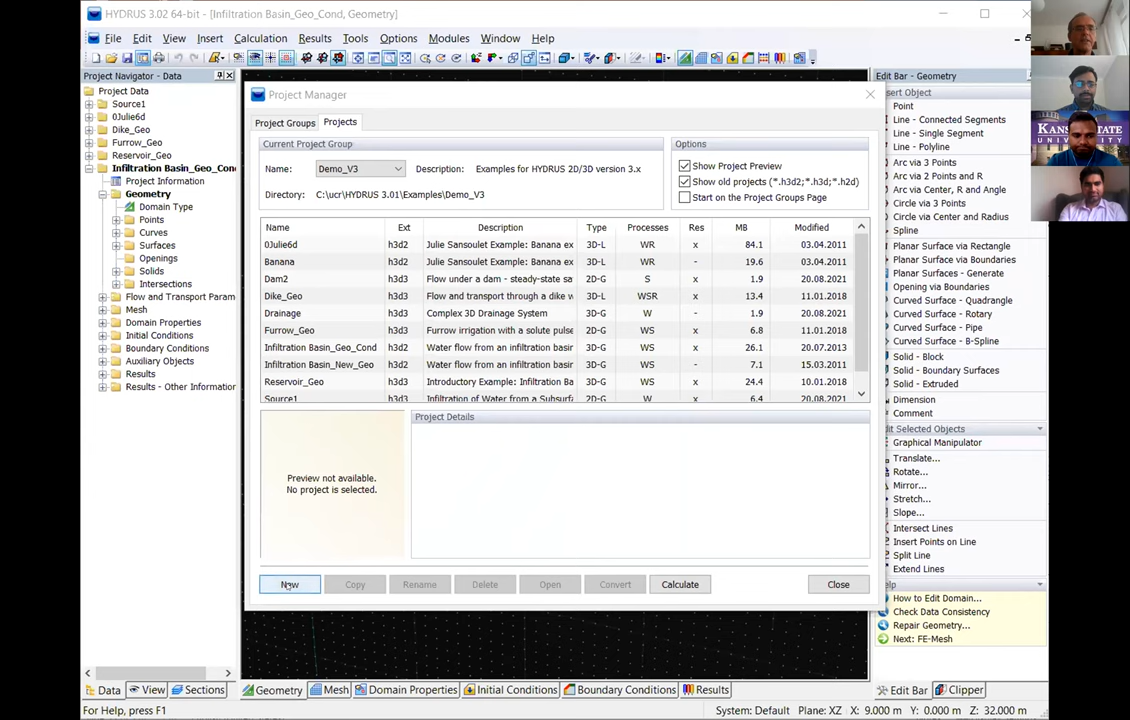 HYDRUS 3.02 64-bit - [Infiltration Basin_Geo_Cond, Geometry]
File Edit View Insert Calculation Results Tools Options Modules Window Help
Project Navigator - Data
Project Data
Source1
0Julie6d
Dike_Geo
Furrow_Geo
Reservoir_Geo
Infiltration Basin_Geo_Con
Project Information
Geometry
Domain Type
Points
Curves
Surfaces
Openings
Solids
Intersections
Flow and Transport Param
Mesh
Domain Properties
Initial Conditions
Boundary Conditions
Auxiliary Objects
Results
Results - Other Information
Data View Sections
Project Manager
Project Groups Projects
Current Project Group
Name: Demo_V3 Description: Examples for HYDRUS 2D/3D version 3.x
Directory: C:\ucr\HYDRUS 3.01\Examples\Demo_V3
Options
Show Project Preview
Show old projects (*.h3d2;*.h3d;*.h2d)
Start on the Project Groups Page
Name Ext Description Type Processes Res MB Modified
0Julie6d h3d2 Julie Sansoulet Example: Banana ex 3D-L WR x 84.1 03.04.2011
Banana h3d2 Julie Sansoulet Example: Banana ex 3D-L WR - 19.6 03.04.2011
Dam2 h3d3 Flow under a dam - steady-state sa 2D-G S x 1.9 20.08.2021
Dike_Geo h3d3 Flow and transport through a dike w 3D-L WSR x 13.4 11.01.2018
Drainage h3d3 Complex 3D Drainage System 3D-G W - 1.9 20.08.2021
Furrow_Geo h3d3 Furrow irrigation with a solute pulse 2D-G WS x 6.8 11.01.2018
Infiltration Basin_Geo_Cond h3d2 Water flow from an infiltration basir 3D-G WS x 26.1 20.07.2013
Infiltration Basin_New_Geo h3d2 Water flow from an infiltration basir 3D-G WS - 7.1 15.03.2011
Reservoir_Geo h3d3 Introductory Example: Infiltration Ba 3D-G WS x 24.4 10.01.2018
Source1 h3d3 Infiltration of Water from a Subsurfa 2D-G W x 6.4 20.08.2021
Preview not available.
No project is selected.
Project Details
New Copy Rename Delete Open Convert Calculate Close
Geometry Mesh Domain Properties Initial Conditions Boundary Conditions Results
Edit Bar - Geometry
nsert Object
Point
Line - Connected Segments
Line - Single Segment
Line - Polyline
Arc via 3 Points
Arc via 2 Points and R
Arc via Center, R and Angle
Circle via 3 Points
Circle via Center and Radius
Spline
Planar Surface via Rectangle
Planar Surface via Boundaries
Planar Surfaces - Generate
Opening via Boundaries
Curved Surface - Quadrangle
Curved Surface - Rotary
Curved Surface - Pipe
Curved Surface - B-Spline
Solid - Block
Solid - Boundary Surfaces
Solid - Extruded
Dimension
Comment
dit Selected Objects
Graphical Manipulator
Translate...
Rotate...
Mirror...
Stretch...
Slope...
Intersect Lines
Insert Points on Line
Split Line
Extend Lines
elp
How to Edit Domain...
Check Data Consistency
Repair Geometry...
Next: FE-Mesh
Edit Bar Clipper
For Help, press F1
System: Default Plane: XZ X: 9.000 m Y: 0.000 m Z: 32.000 m